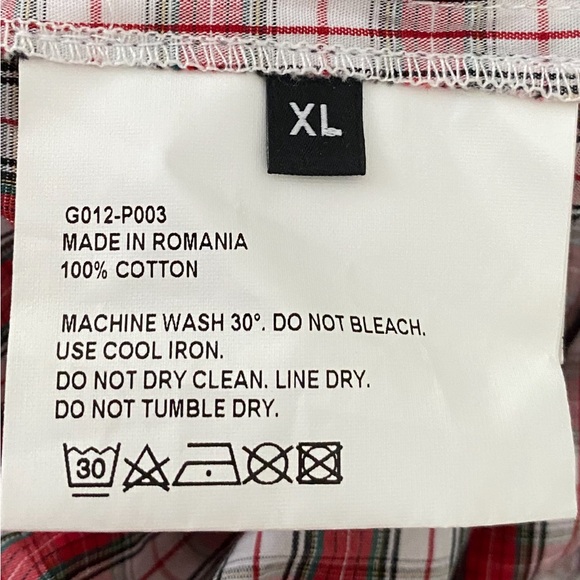 XL
G012-P003
MADE IN ROMANIA
100% COTTON
MACHINE WASH 30°. DO NOT BLEACH.
USE COOL IRON.
DO NOT DRY CLEAN. LINE DRY.
DO NOT TUMBLE DRY.
30